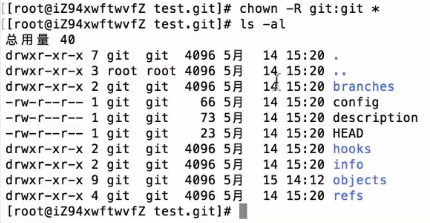 [root@iZ94xwftwvfZ test.git]# chown -R git:git *
[root@iZ94xwftwvfZ test.git]# ls -al
总用量 40
drwxr-xr-x 7 git  git  4096 5月  14 15:20 .
drwxr-xr-x 3 root root 4096 5月  14 15:20 ..
drwxr-xr-x 2 git  git  4096 5月  14 15:20 branches
-rw-r--r-- 1 git  git    66 5月  14 15:20 config
-rw-r--r-- 1 git  git    73 5月  14 15:20 description
-rw-r--r-- 1 git  git    23 5月  14 15:20 HEAD
drwxr-xr-x 2 git  git  4096 5月  14 15:20 hooks
drwxr-xr-x 2 git  git  4096 5月  14 15:20 info
drwxr-xr-x 9 git  git  4096 5月  15 14:12 objects
drwxr-xr-x 4 git  git  4096 5月  14 15:20 refs
[root@iZ94xwftwvfZ test.git]#